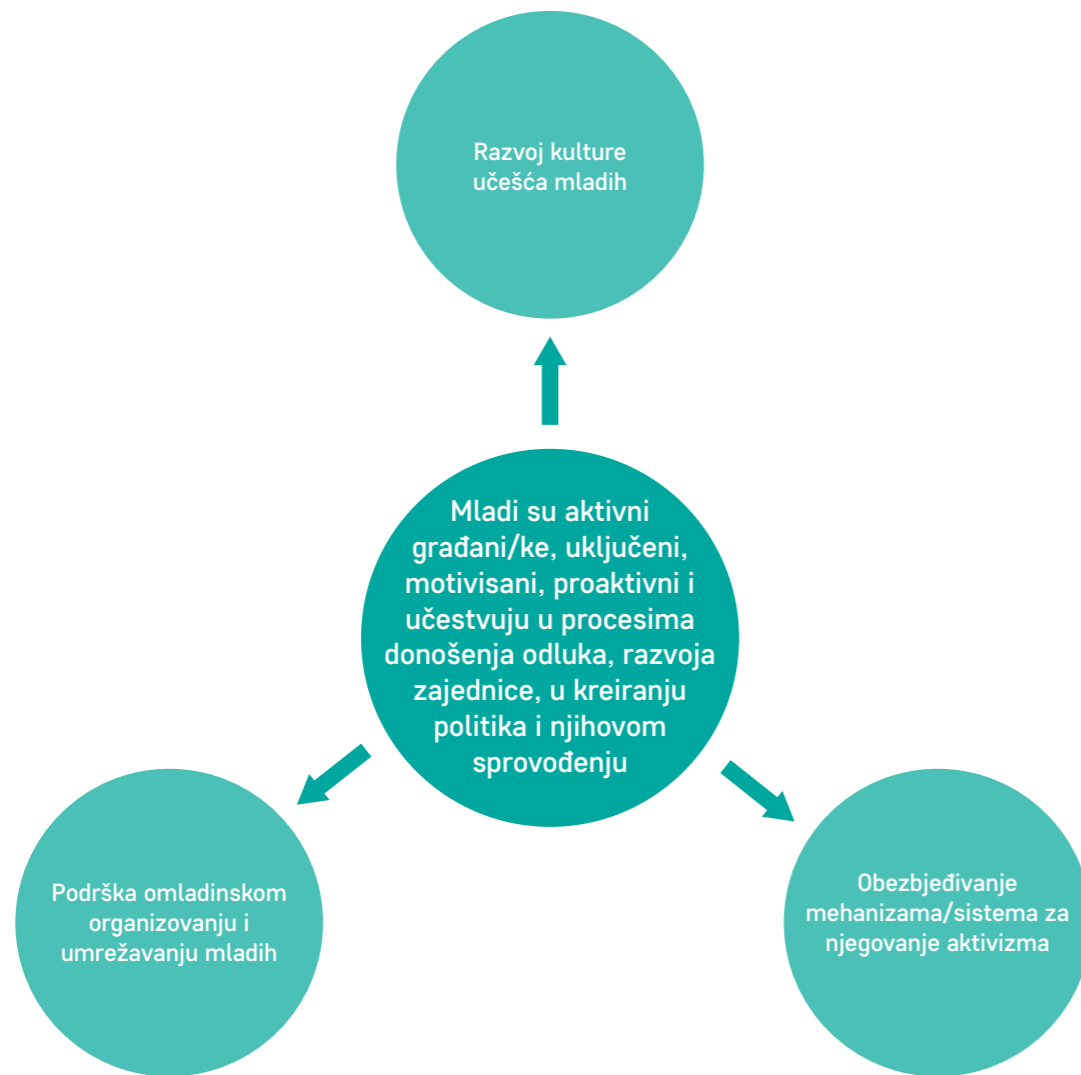 Razvoj kulture
učešća mladih
Mladi su aktivni
građani/ke, uključeni,
motivisani, proaktivni i
učestvuju u procesima
donošenja odluka, razvoja
zajednice, u kreiranju
politika i njihovom
sprovođenju
Podrška omladinskom
organizovanju i
umrežavanju mladih
Obezbjeđivanje
mehanizama/sistema za
njegovanje aktivizma